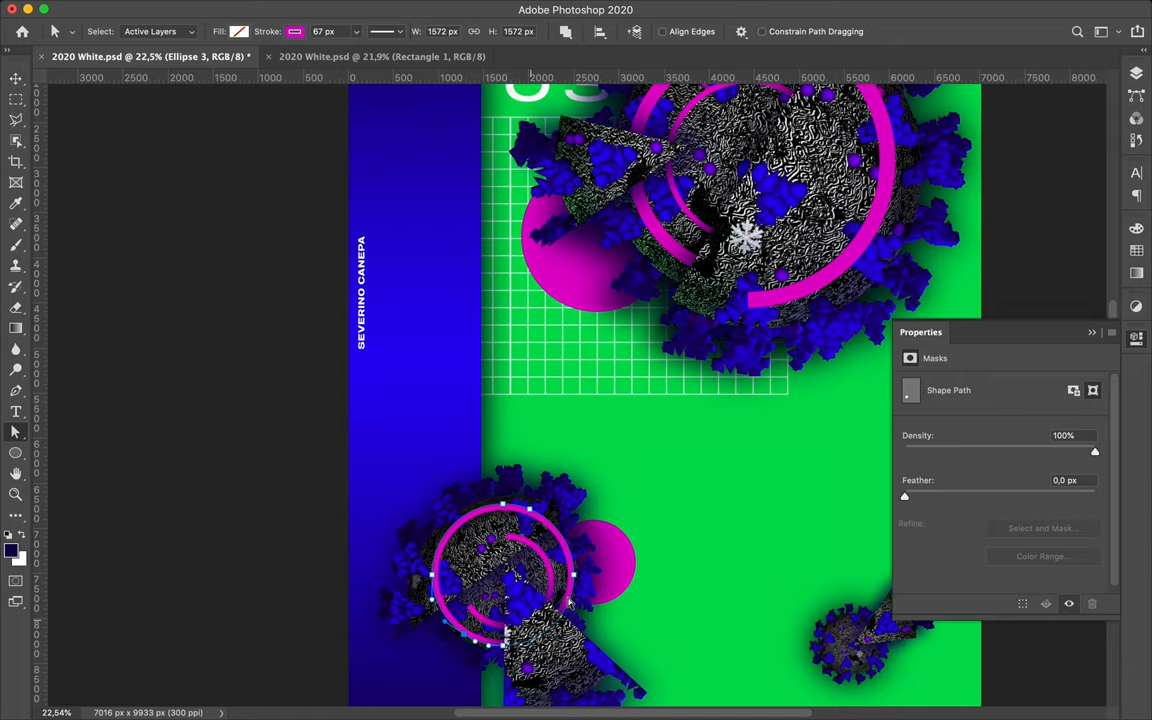 Adobe Photoshop 2020
Select: Active Layers Fill: Stroke: 67 px W: 1572 px H: 1572 px Align Edges Constrain Path Dragging
2020 White.psd @ 22,5% (Ellipse 3, RGB/8) * 2020 White.psd @ 21,9% (Rectangle 1, RGB/8)
3000 2500 2000 1500 1000 500 0 500 1000 1500 2000 2500 3000 3500 4000 4500 5000 5500 6000 6500 7000 7500 8000
SEVERINO CANEPA
Properties
Masks
Shape Path
Density: 100%
Feather: 0,0 px
Refine: Select and Mask...
Color Range...
22,54% 7016 px x 9933 px (300 ppi)